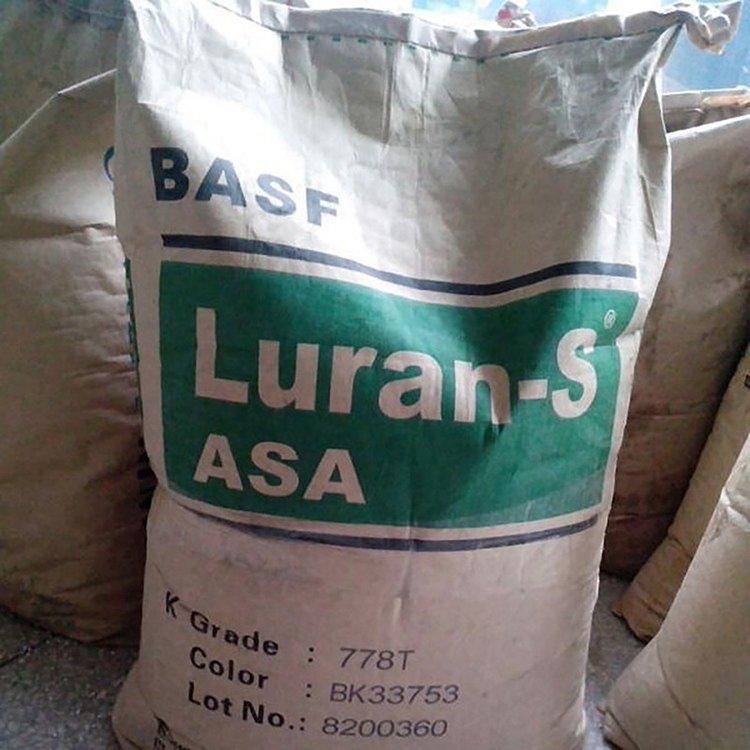 BASF
Luran-S®
ASA
K Grade : 778T
Color : BK33753
Lot No.: 8200360